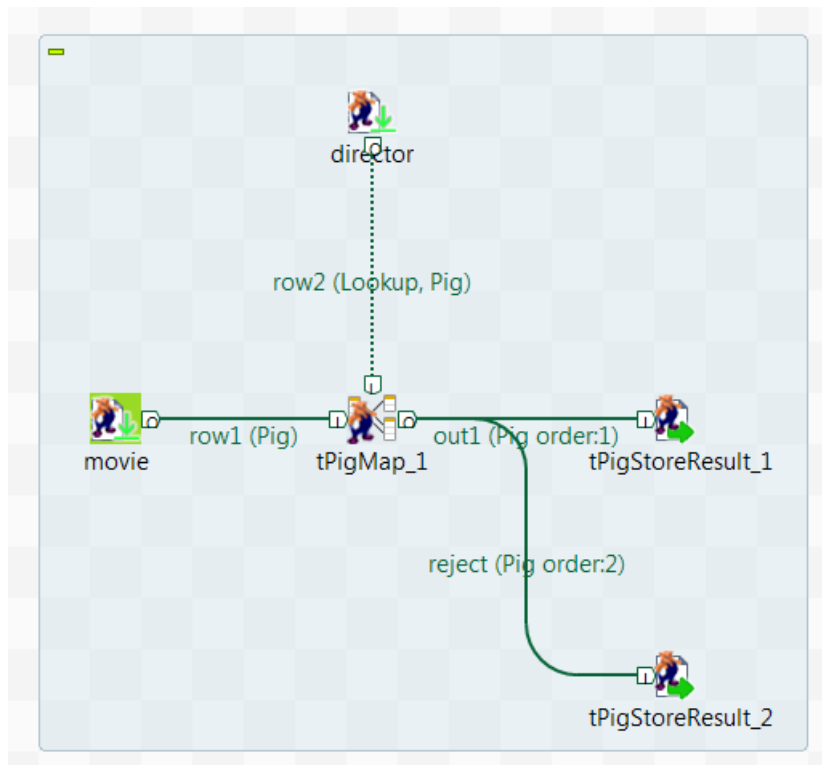 director
row2 (Lookup, Pig)
row1 (Pig)
out1 (Pig order:1)
movie
tPigMap_1
tPigStoreResult_1
reject (Pig order:2)
tPigStoreResult_2